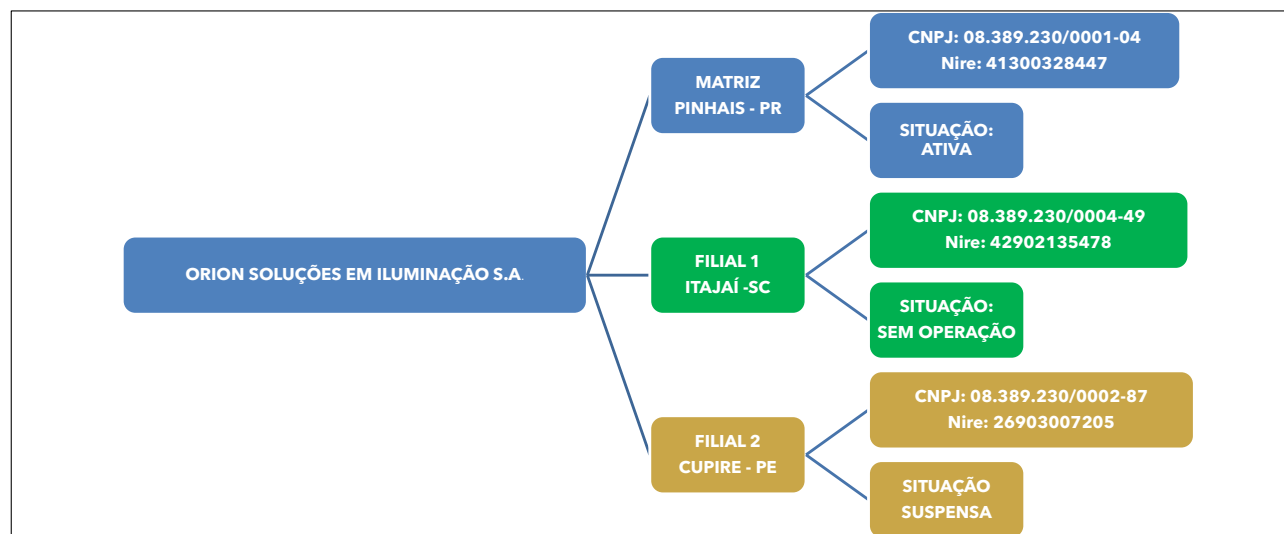 ORION SOLUÇÕES EM ILUMINAÇÃO S.A.
MATRIZ
PINHAIS - PR
CNPJ: 08.389.230/0001-04
Nire: 41300328447
SITUAÇÃO:
ATIVA
FILIAL 1
ITAJAÍ -SC
CNPJ: 08.389.230/0004-49
Nire: 42902135478
SITUAÇÃO:
SEM OPERAÇÃO
FILIAL 2
CUPIRE - PE
CNPJ: 08.389.230/0002-87
Nire: 26903007205
SITUAÇÃO
SUSPENSA